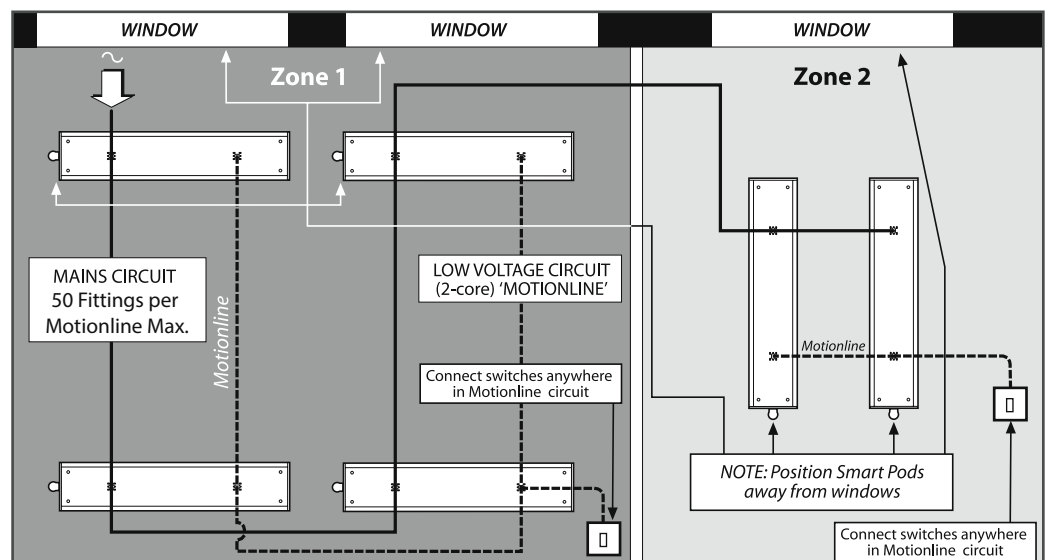 WINDOW
WINDOW
WINDOW
Zone 1
Zone 2
MAINS CIRCUIT
50 Fittings per
Motionline Max.
Motionline
LOW VOLTAGE CIRCUIT
(2-core) ‘MOTIONLINE’
Connect switches anywhere
in Motionline circuit
Motionline
NOTE: Position Smart Pods
away from windows
Connect switches anywhere
in Motionline circuit